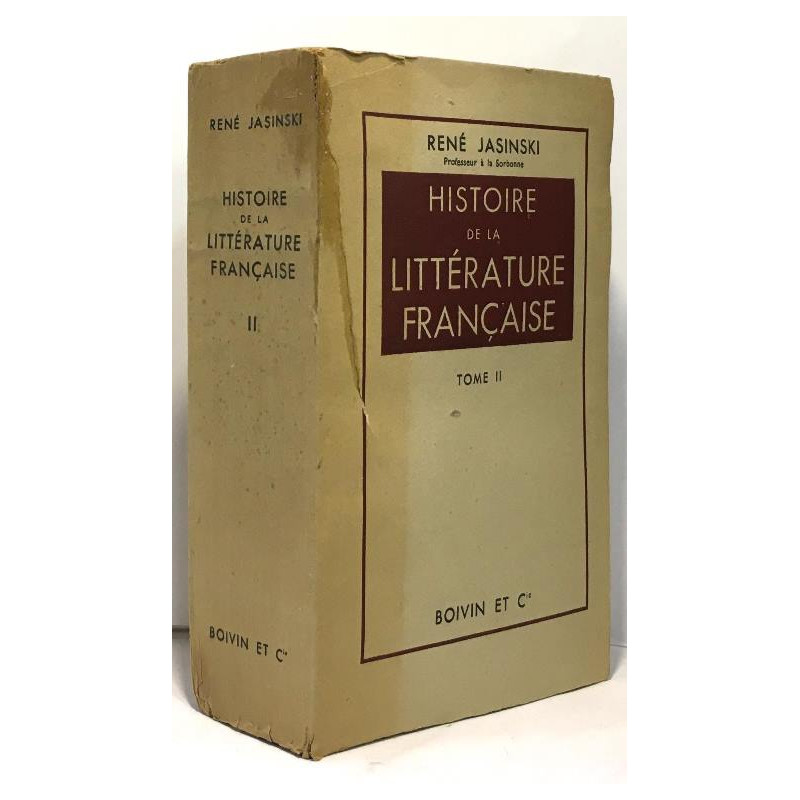 RENÉ JASINSKI
HISTOIRE
DE LA
LITTÉRATURE
FRANÇAISE
II
BOIVIN ET Cie
RENÉ JASINSKI
Professeur à la Sorbonne
HISTOIRE
DE LA
LITTÉRATURE
FRANÇAISE
TOME II
BOIVIN ET Cie